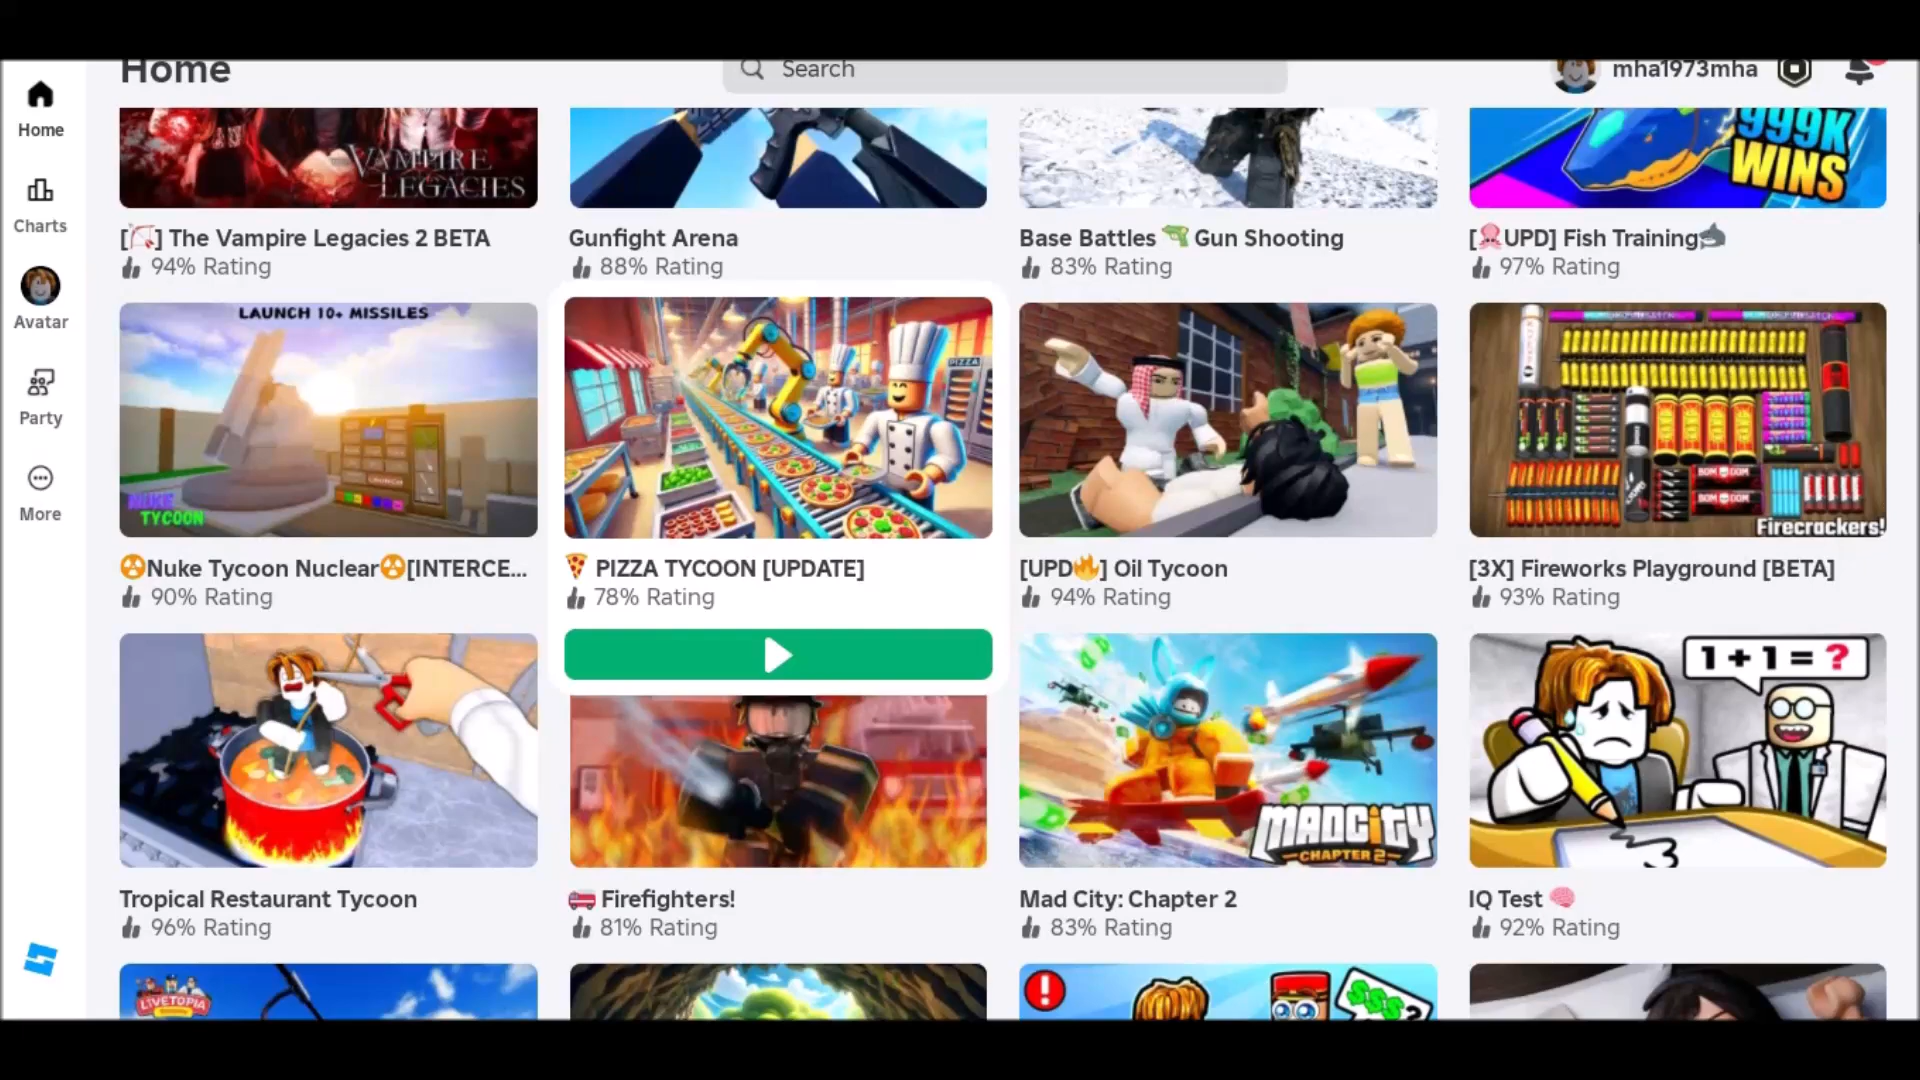 Home
Search
mha1973mha
Home
Charts
Avatar
Party
More
VAMPIRE
LEGACIES
999K
WINS
[🏹] The Vampire Legacies 2 BETA
94% Rating
Gunfight Arena
88% Rating
Base Battles 🔫 Gun Shooting
83% Rating
[🦑UPD] Fish Training🦈
97% Rating
LAUNCH 10+ MISSILES
NUKE
TYCOON
PIZZA
BOM BOOM
BOM BOOM
Firecrackers!
☢️Nuke Tycoon Nuclear☢️[INTERCE...
90% Rating
🍕 PIZZA TYCOON [UPDATE]
78% Rating
[UPD🔥] Oil Tycoon
94% Rating
[3X] Fireworks Playground [BETA]
93% Rating
MADCITY
CHAPTER 2
1+1=?
Tropical Restaurant Tycoon
96% Rating
🚒 Firefighters!
81% Rating
Mad City: Chapter 2
83% Rating
IQ Test 🧠
92% Rating
LIVETOPIA
!
$$$?